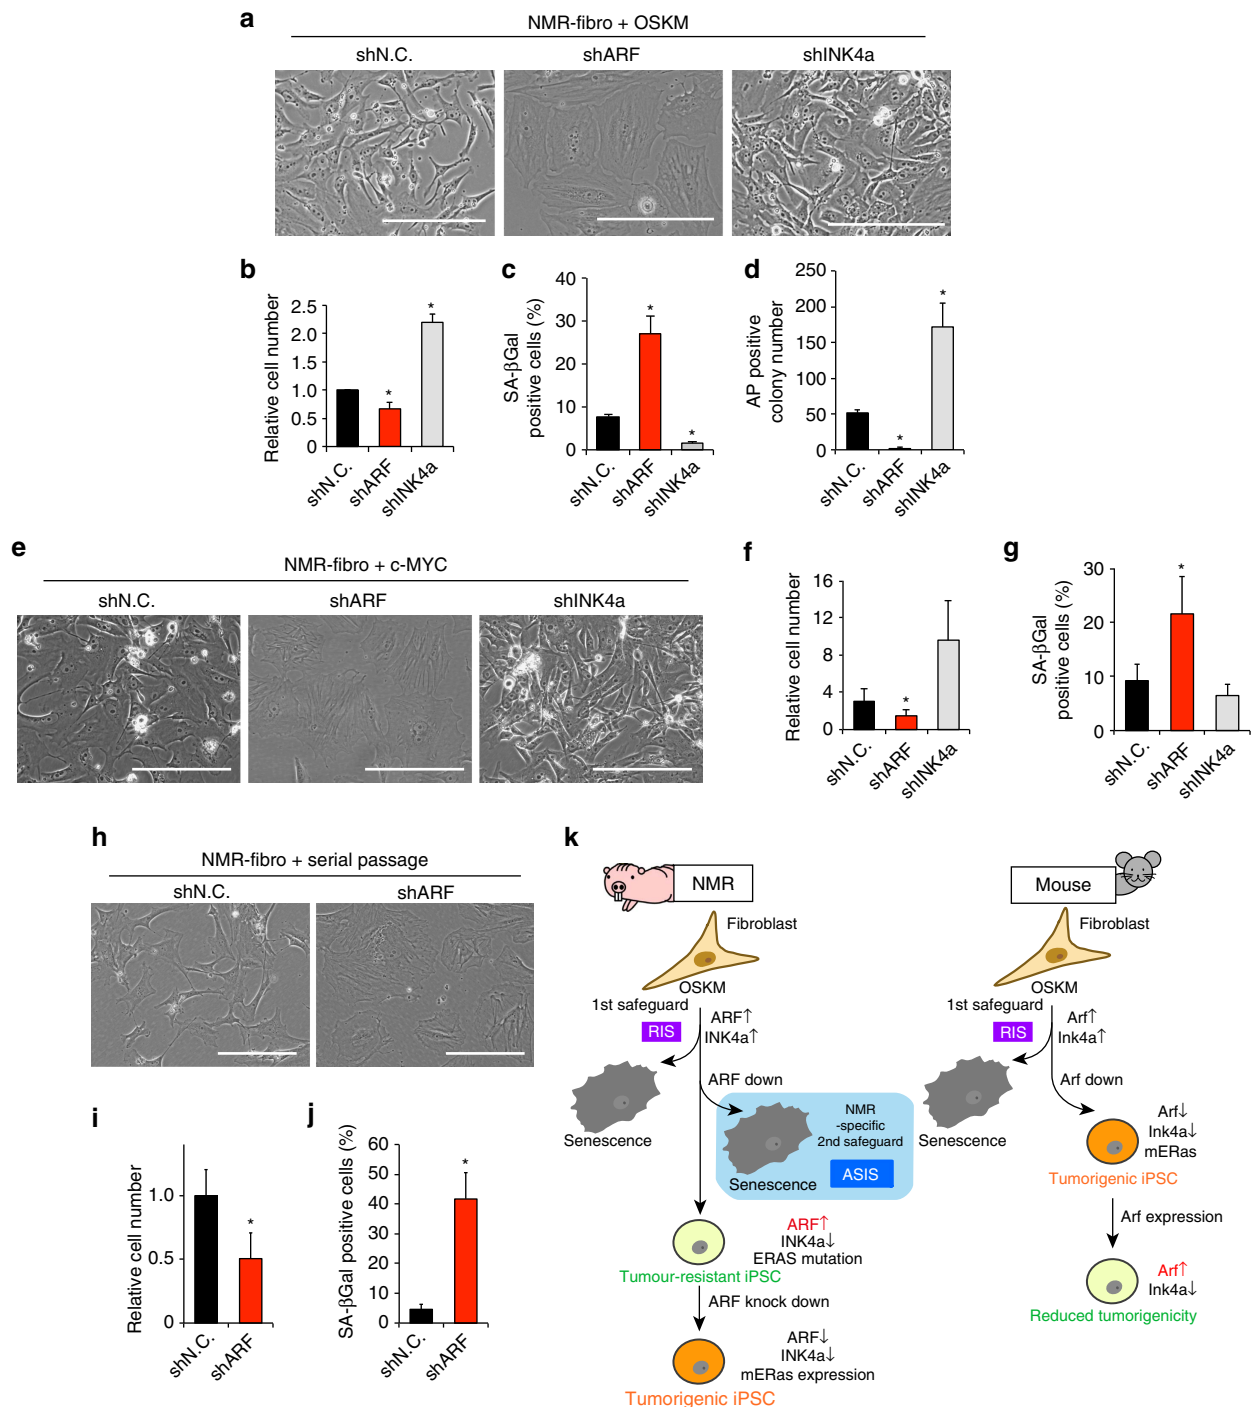 a
NMR-fibro + OSKM
shN.C.
shARF
shINK4a
b
Relative cell number
2.5
2.0
1.5
1.0
0.5
0
*
*
shN.C.
shARF
shINK4a
c
SA-βGal
positive cells (%)
40
30
20
10
0
*
*
shN.C.
shARF
shINK4a
d
AP positive
colony number
250
200
150
100
50
0
*
*
shN.C.
shARF
shINK4a
e
NMR-fibro + c-MYC
shN.C.
shARF
shINK4a
f
Relative cell number
16
12
8
4
0
*
shN.C.
shARF
shINK4a
g
SA-βGal
positive cells (%)
30
20
10
0
*
shN.C.
shARF
shINK4a
h
NMR-fibro + serial passage
shN.C.
shARF
i
Relative cell number
1.0
0.5
0
*
shN.C.
shARF
j
SA-βGal positive cells (%)
60
50
40
30
20
10
0
*
shN.C.
shARF
k
NMR
Fibroblast
OSKM
1st safeguard
RIS
ARF↑
INK4a↑
Senescence
ARF down
NMR
-specific
2nd safeguard
Senescence
ASIS
ARF↑
INK4a↓
ERAS mutation
Tumour-resistant iPSC
ARF knock down
ARF↓
INK4a↓
mERas expression
Tumorigenic iPSC
Mouse
Fibroblast
OSKM
1st safeguard
RIS
Arf↑
Ink4a↑
Senescence
Arf down
Arf↓
Ink4a↓
mERas
Tumorigenic iPSC
Arf expression
Arf↑
Ink4a↓
Reduced tumorigenicity